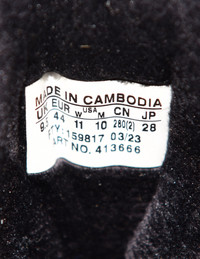 MADE IN CAMBODIA
UK EUR W USA M CN JP
44 11 10 280(2) 28
159817 03/23
ART NO. 413666